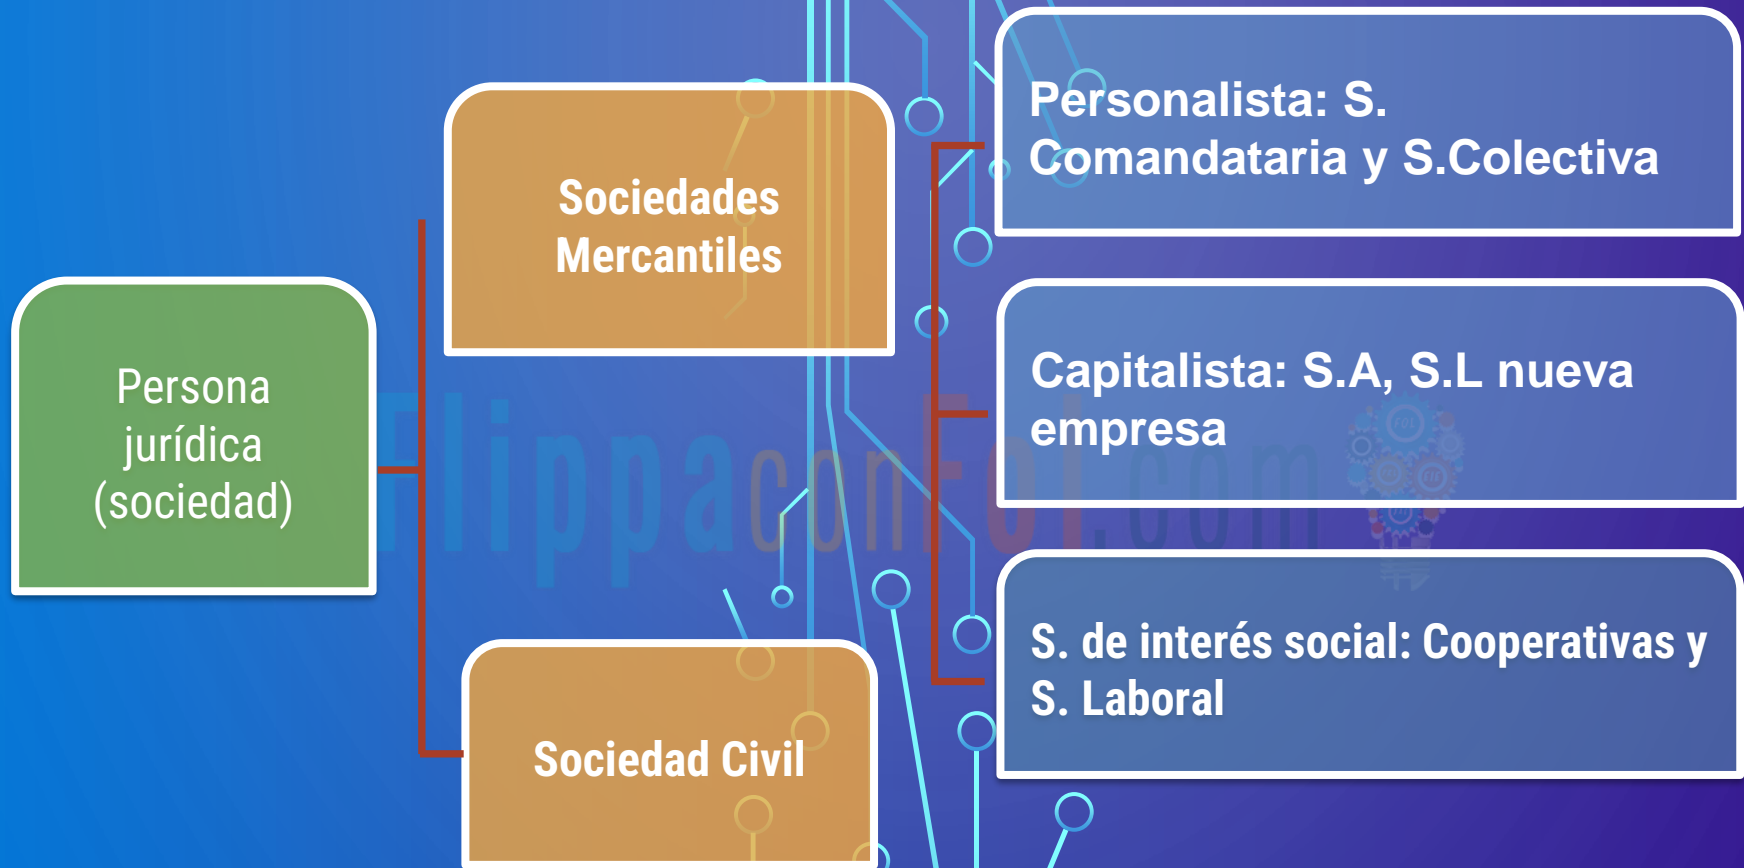 Persona
jurídica
(sociedad)
Sociedades
Mercantiles
Sociedad Civil
Personalista: S.
Comandataria y S.Colectiva
Capitalista: S.A, S.L nueva
empresa
S. de interés social: Cooperativas y
S. Laboral
FlippaconFol.com